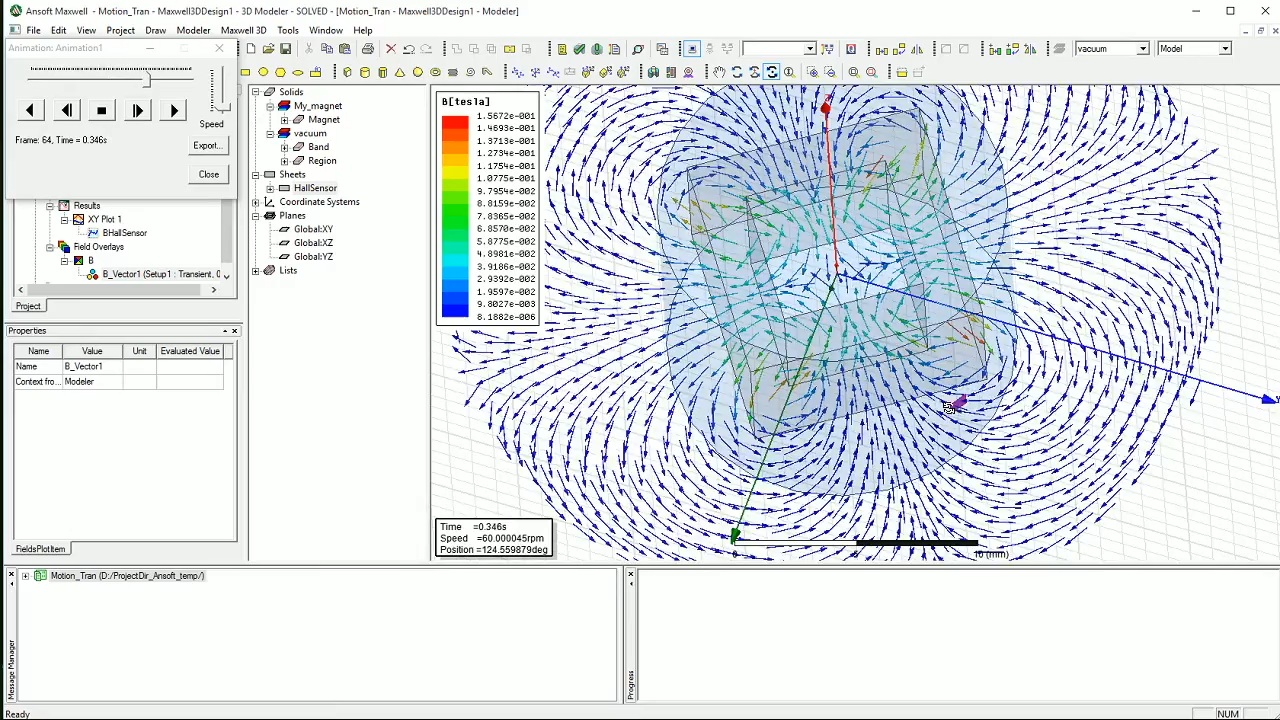 Ansoft Maxwell - Motion_Tran - Maxwell3DDesign1 - 3D Modeler - SOLVED - [Motion_Tran - Maxwell3DDesign1 - Modeler]
File Edit View Project Draw Modeler Maxwell 3D Tools Window Help
Animation: Animation1
vacuum
Model
Speed
Frame: 64, Time = 0.346s
Export...
Close
Results
XY Plot 1
BHallSensor
Field Overlays
B
B_Vector1 (Setup1 : Transient, 0
Project
Properties
Name Value Unit Evaluated Value
Name B_Vector1
Context fro... Modeler
FieldsPlotItem
Solids
My_magnet
Magnet
vacuum
Band
Region
Sheets
HallSensor
Coordinate Systems
Planes
Global:XY
Global:XZ
Global:YZ
Lists
B[tesla]
1.5672e-001
1.4693e-001
1.3713e-001
1.2734e-001
1.1754e-001
1.0775e-001
9.7954e-002
8.8159e-002
7.8365e-002
6.8570e-002
5.8775e-002
4.8981e-002
3.9186e-002
2.9392e-002
1.9597e-002
9.8027e-003
8.1882e-006
Time =0.346s
Speed =60.000045rpm
Position =124.559879deg
0 5 10 (mm)
Motion_Tran (D:/ProjectDir_Ansoft_temp/)
Message Manager
Progress
Ready
NUM